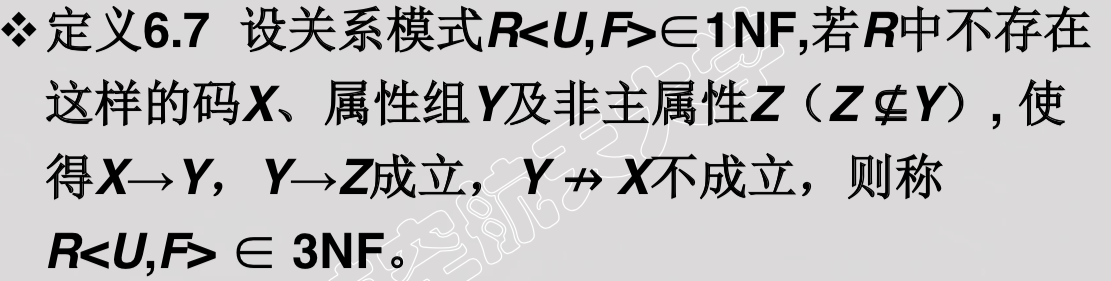 ❖定义6.7 设关系模式R<U,F>∈1NF,若R中不存在
这样的码X、属性组Y及非主属性Z（Z ⊈ Y）, 使
得X→Y，Y→Z成立，Y ↛ X不成立，则称
R<U,F> ∈ 3NF。